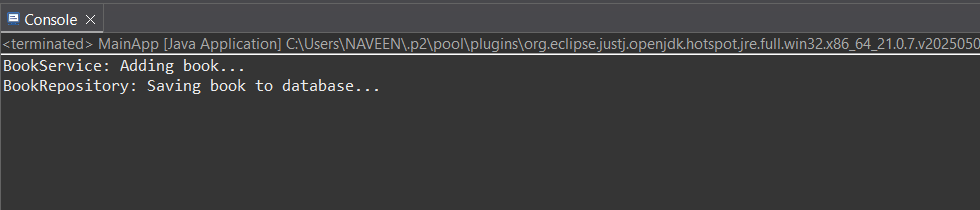 Console
<terminated> MainApp [Java Application] C:\Users\NAVEEN\.p2\pool\plugins\org.eclipse.justj.openjdk.hotspot.jre.full.win32.x86_64_21.0.7.v2025050
BookService: Adding book...
BookRepository: Saving book to database...